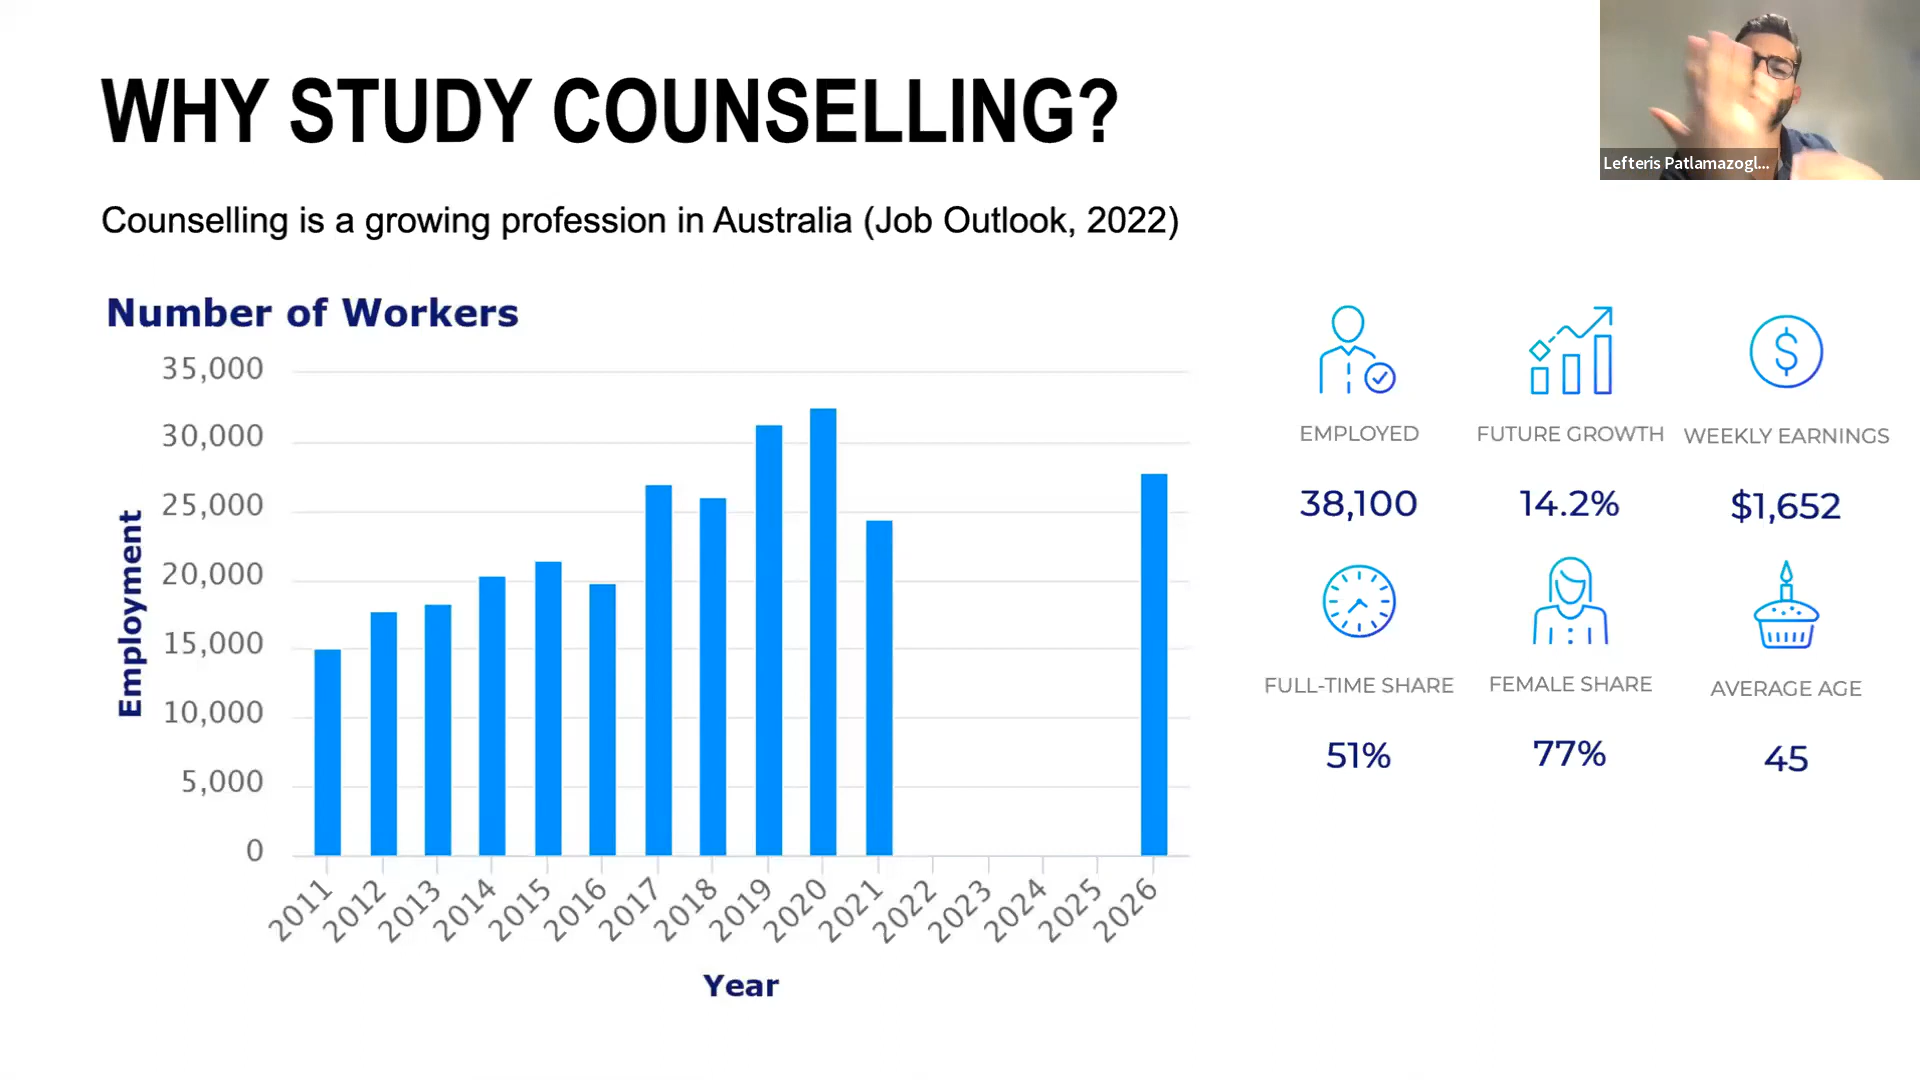 WHY STUDY COUNSELLING?
Lefteris Patlamazogl...
Counselling is a growing profession in Australia (Job Outlook, 2022)
Number of Workers
35,000
30,000
25,000
20,000
15,000
10,000
5,000
0
Employment
2011
2012
2013
2014
2015
2016
2017
2018
2019
2020
2021
2022
2023
2024
2025
2026
Year
EMPLOYED
38,100
FUTURE GROWTH
14.2%
WEEKLY EARNINGS
$1,652
FULL-TIME SHARE
51%
FEMALE SHARE
77%
AVERAGE AGE
45